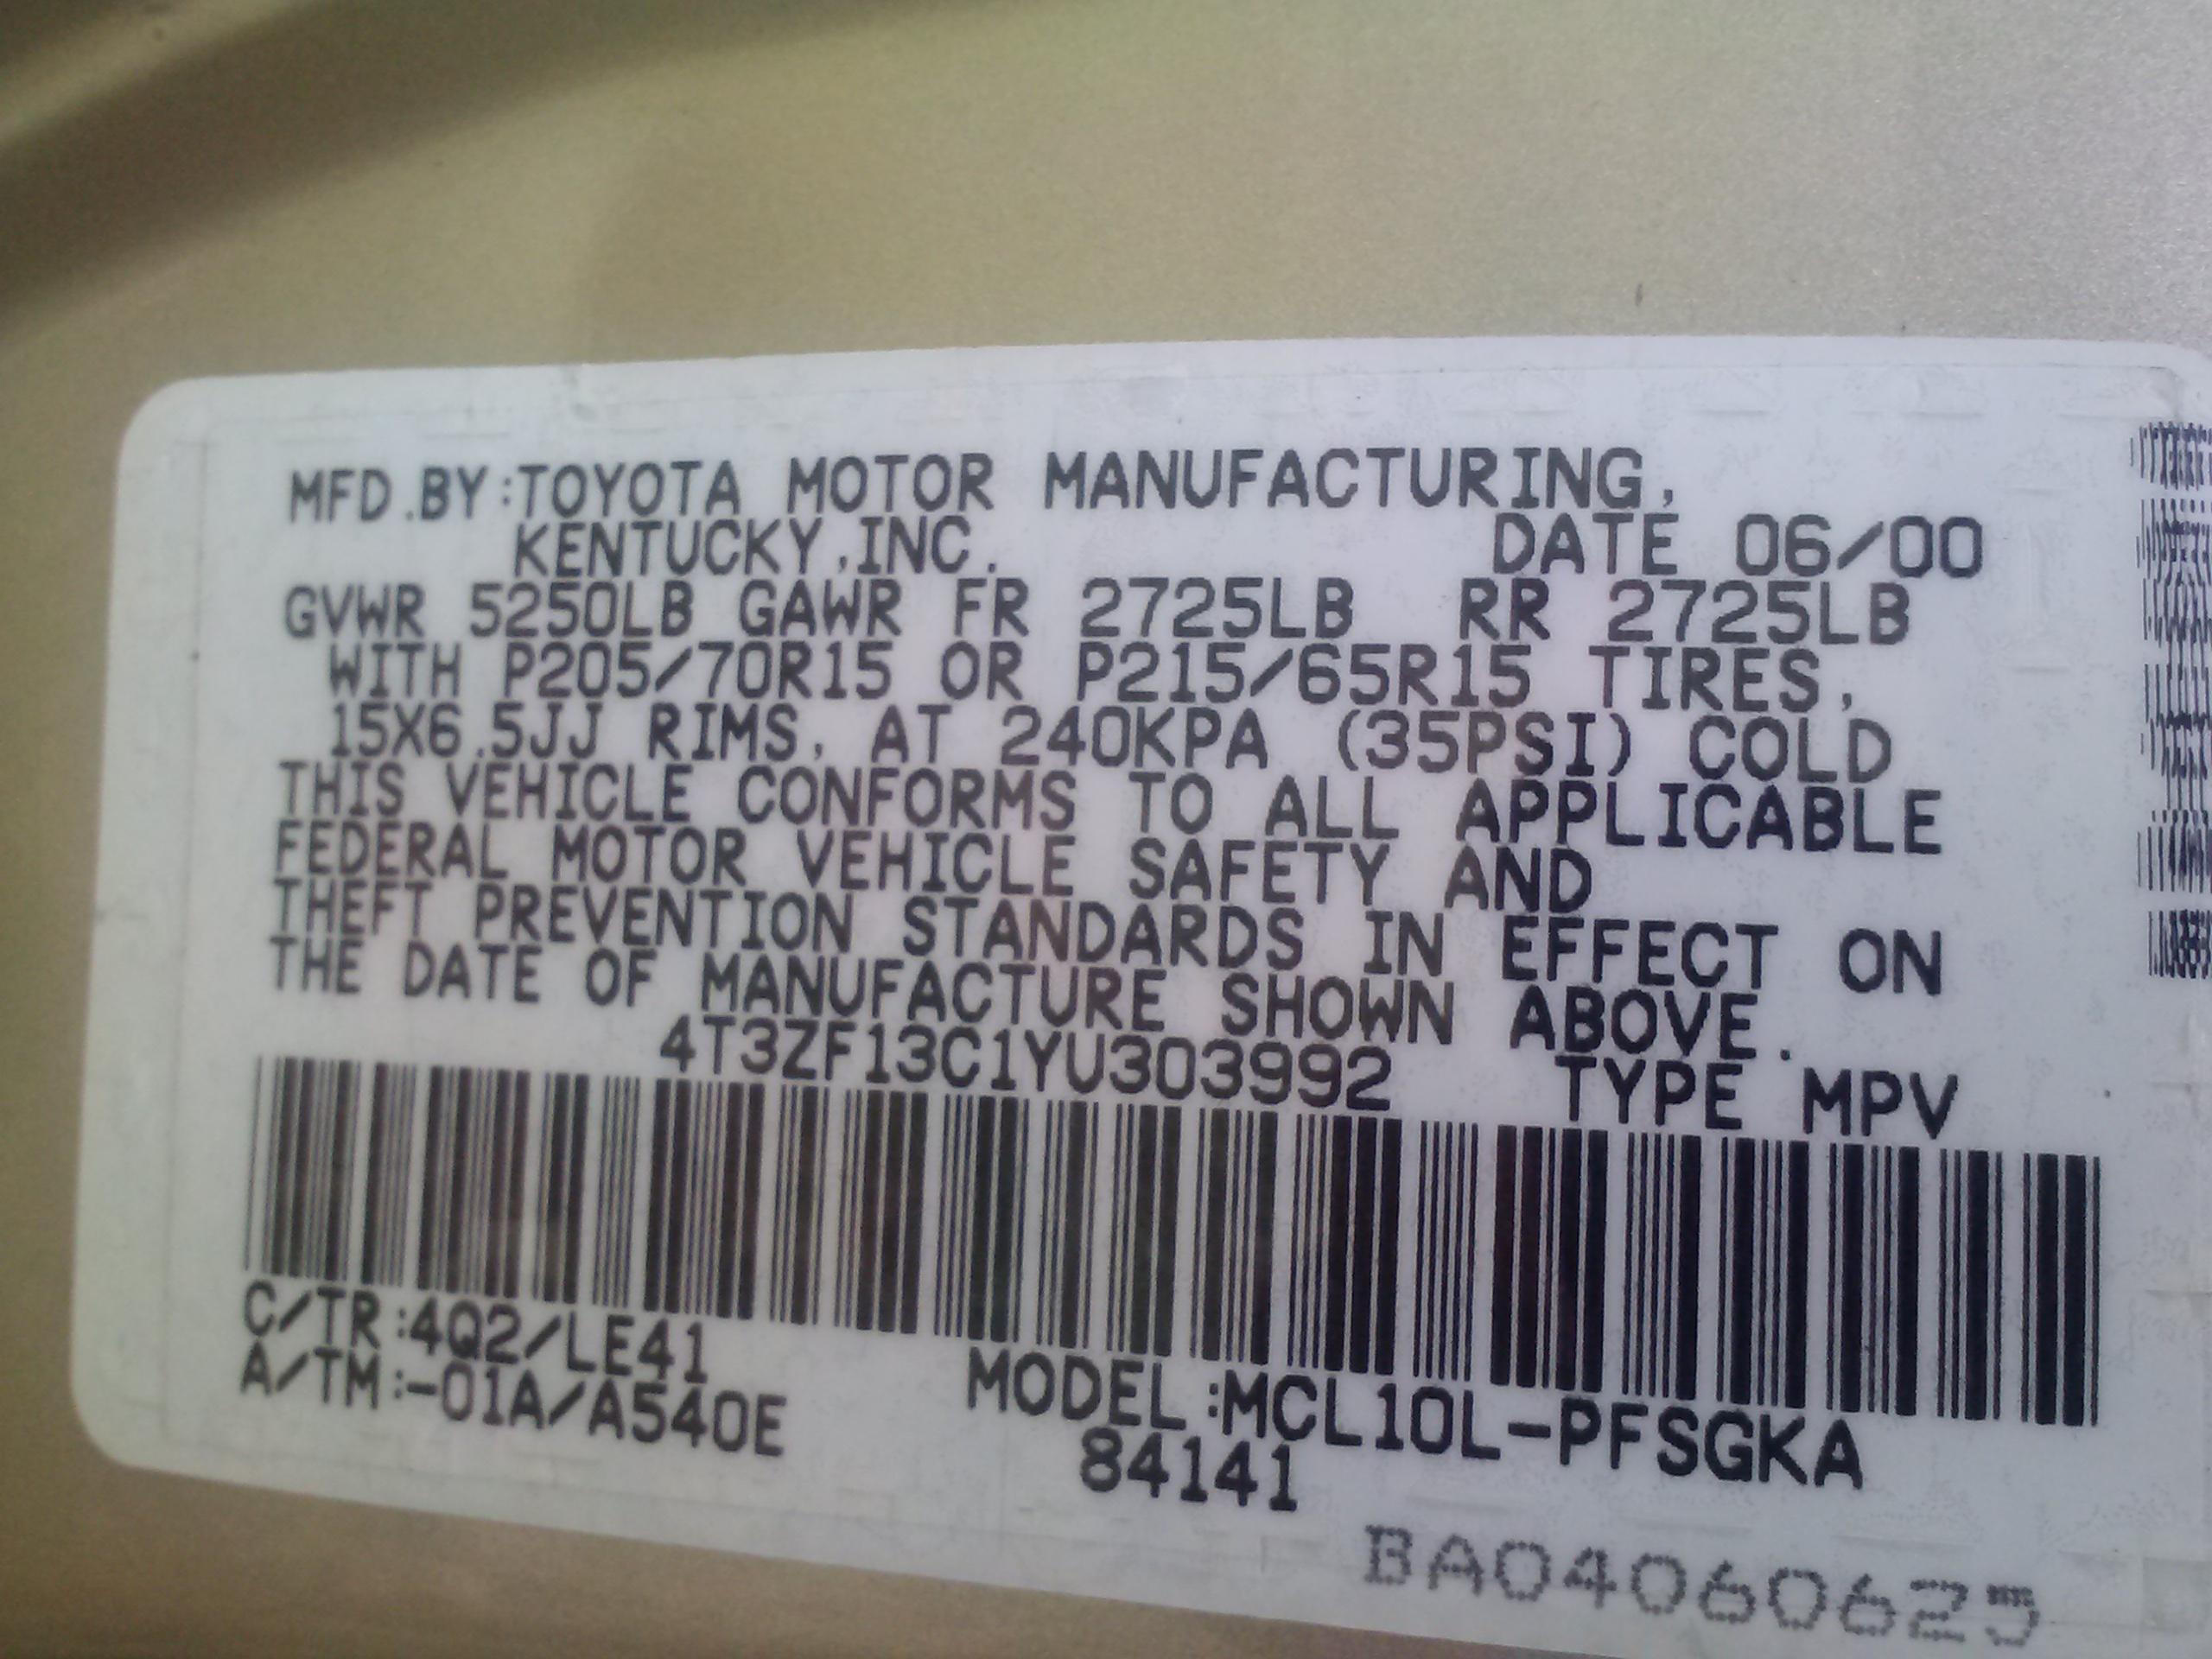 MFD.BY:TOYOTA MOTOR MANUFACTURING,
KENTUCKY,INC. DATE 06/00
GVWR 5250LB GAWR FR 2725LB RR 2725LB
WITH P205/70R15 OR P215/65R15 TIRES,
15X6.5JJ RIMS, AT 240KPA (35PSI) COLD
THIS VEHICLE CONFORMS TO ALL APPLICABLE
FEDERAL MOTOR VEHICLE SAFETY AND
THEFT PREVENTION STANDARDS IN EFFECT ON
THE DATE OF MANUFACTURE SHOWN ABOVE.
4T3ZF13C1YU303992 TYPE MPV
C/TR:4Q2/LE41
A/TM:-01A/A540E MODEL:MCL10L-PFSGKA
84141